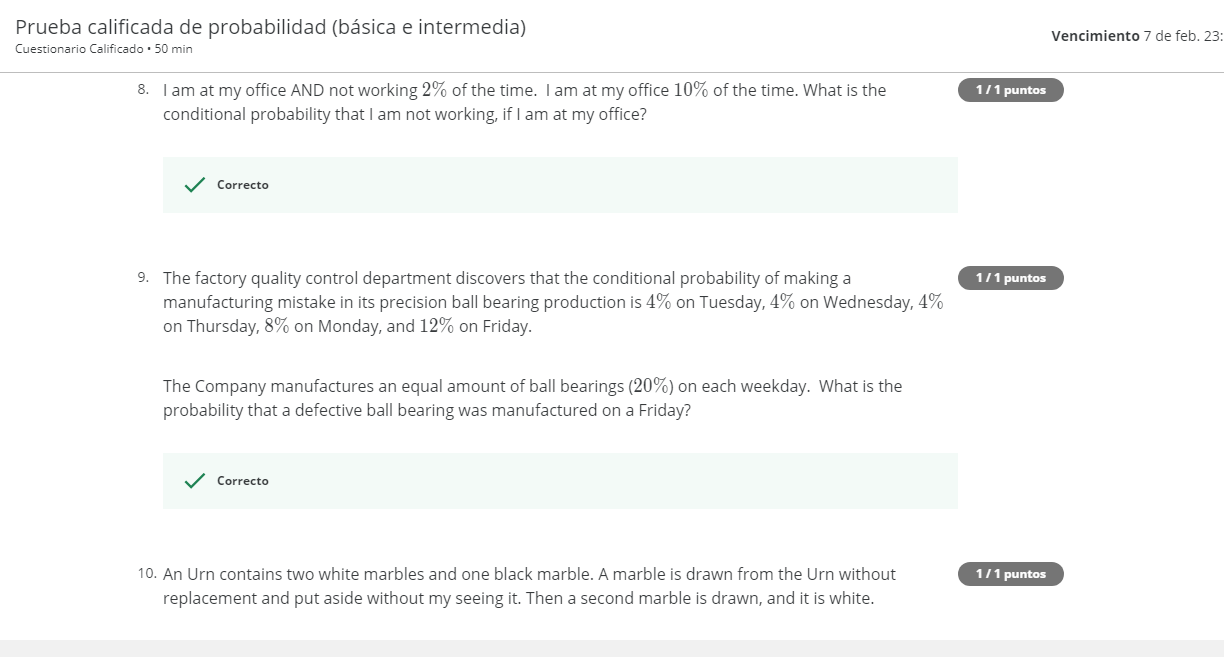 Prueba calificada de probabilidad (básica e intermedia)
Cuestionario Calificado • 50 min
Vencimiento 7 de feb. 23:
8. I am at my office AND not working 2% of the time. I am at my office 10% of the time. What is the
conditional probability that I am not working, if I am at my office?
1 / 1 puntos
Correcto
9. The factory quality control department discovers that the conditional probability of making a
manufacturing mistake in its precision ball bearing production is 4% on Tuesday, 4% on Wednesday, 4%
on Thursday, 8% on Monday, and 12% on Friday.
1 / 1 puntos
The Company manufactures an equal amount of ball bearings (20%) on each weekday. What is the
probability that a defective ball bearing was manufactured on a Friday?
Correcto
10. An Urn contains two white marbles and one black marble. A marble is drawn from the Urn without
replacement and put aside without my seeing it. Then a second marble is drawn, and it is white.
1 / 1 puntos